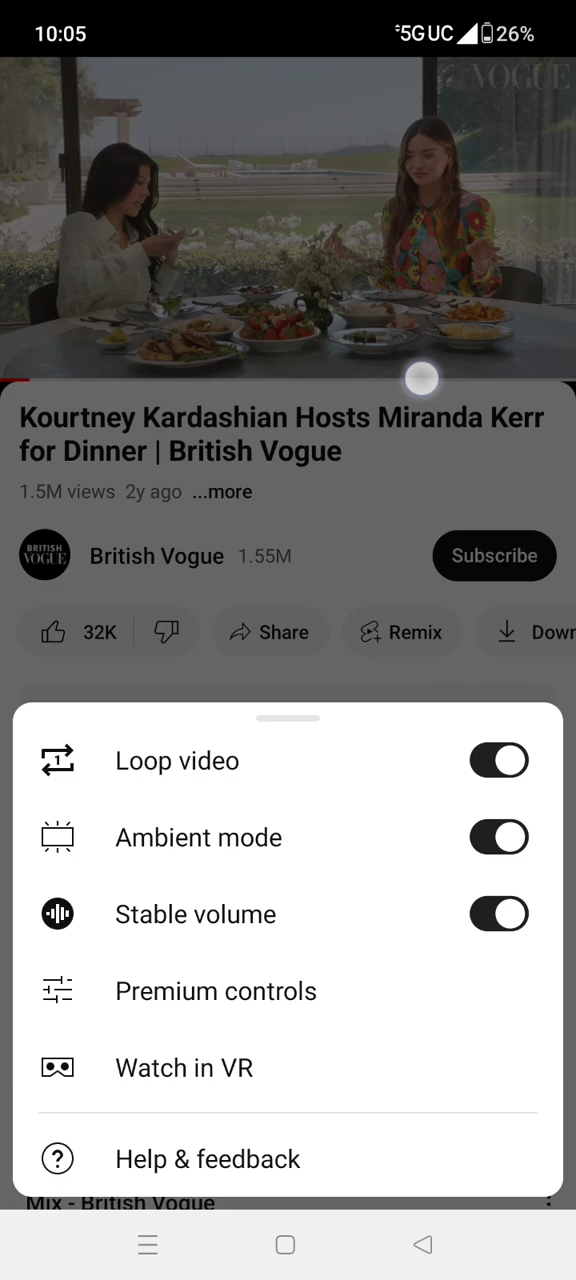 10:05
5G UC
26%
VOGUE
Kourtney Kardashian Hosts Miranda Kerr
for Dinner | British Vogue
1.5M views 2y ago ...more
BRITISH
VOGUE
British Vogue 1.55M
Subscribe
32K
Share
Remix
Down
Loop video
1
Ambient mode
Stable volume
Premium controls
Watch in VR
? Help & feedback
Mix - British Vogue